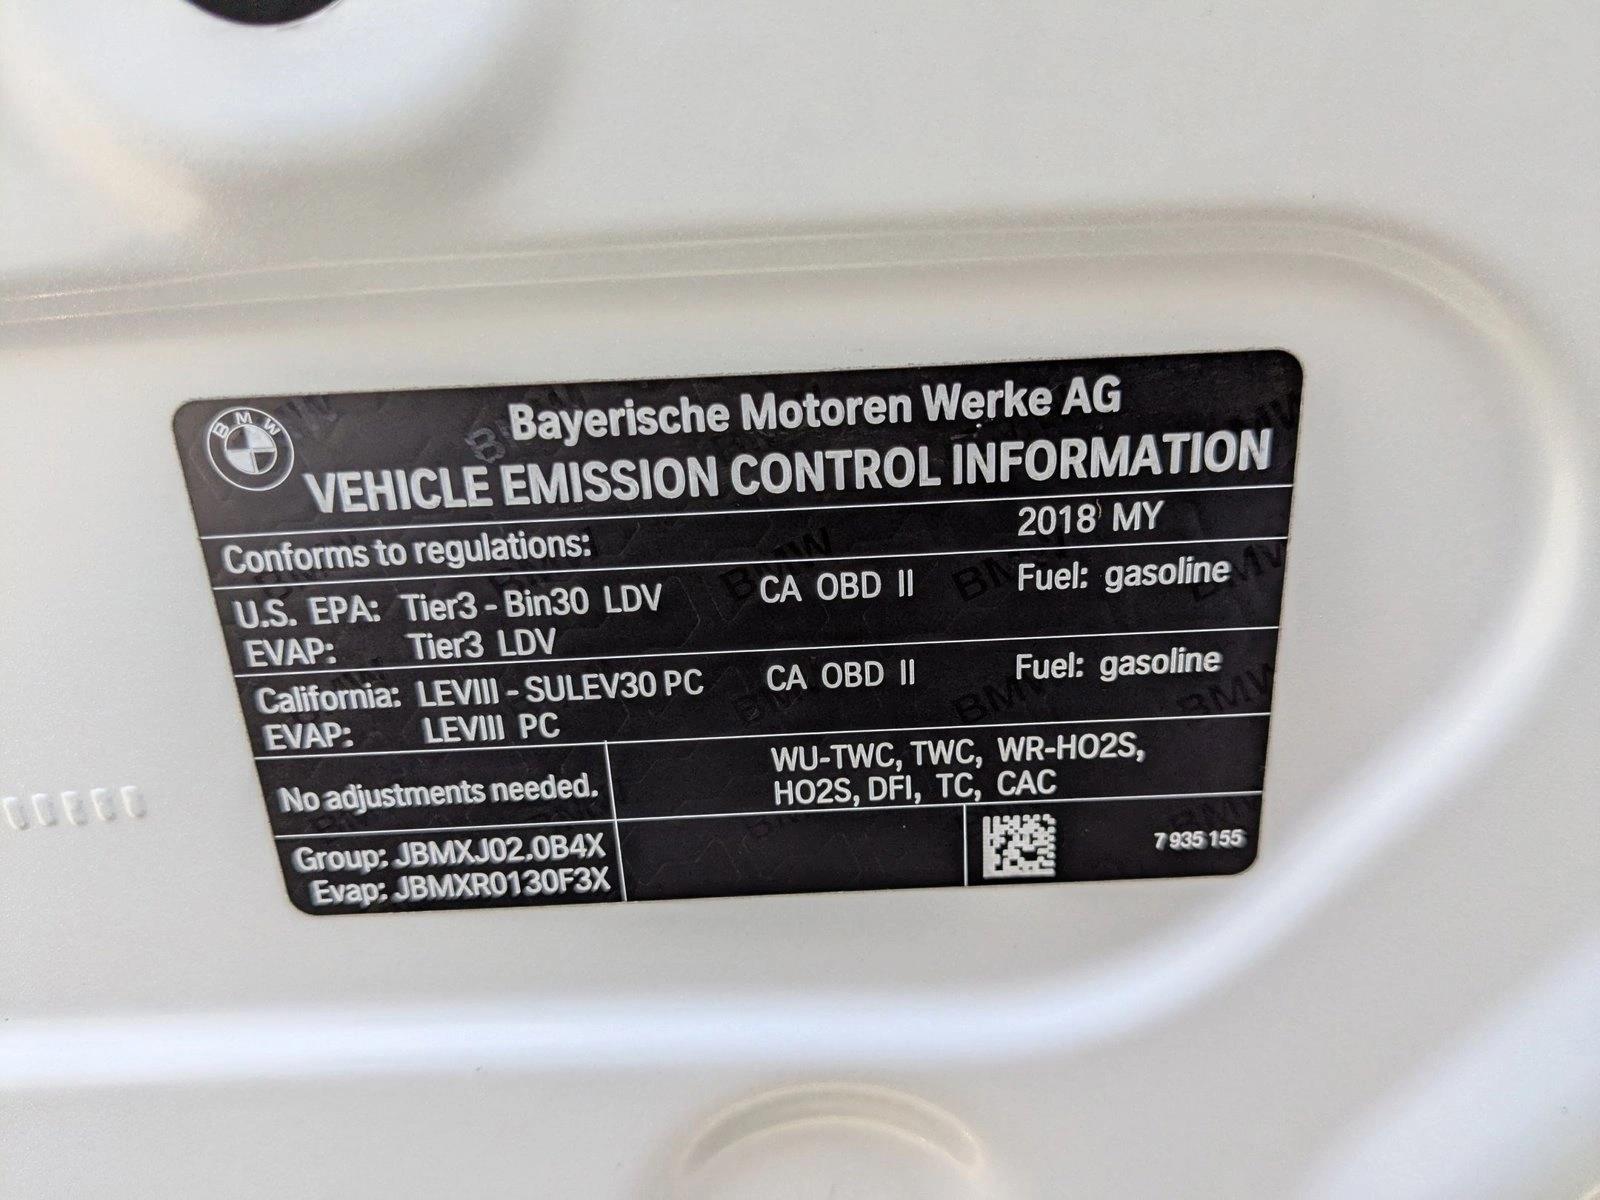 BMW
Bayerische Motoren Werke AG
VEHICLE EMISSION CONTROL INFORMATION
Conforms to regulations: 2018 MY
U.S. EPA: Tier3 - Bin30 LDV CA OBD II Fuel: gasoline
EVAP: Tier3 LDV
California: LEVIII - SULEV30 PC CA OBD II Fuel: gasoline
EVAP: LEVIII PC
No adjustments needed.
WU-TWC, TWC, WR-HO2S,
HO2S, DFI, TC, CAC
Group: JBMXJ02.0B4X
Evap: JBMXR0130F3X
7 935 155